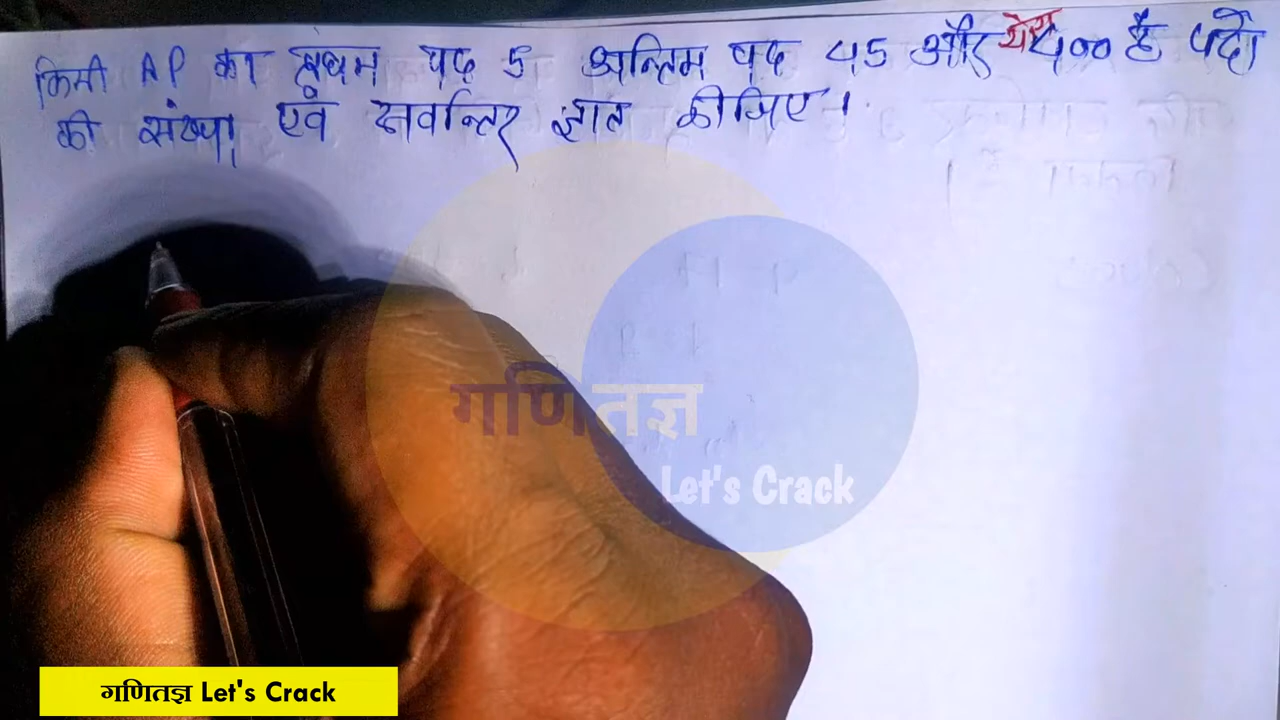 किसी AP का प्रथम पद 5 अन्तिम पद 45 और योग 400 है पदों
की संख्या एवं सर्वान्तर ज्ञात कीजिए।
गणितज्ञ
Let's Crack
गणितज्ञ Let's Crack